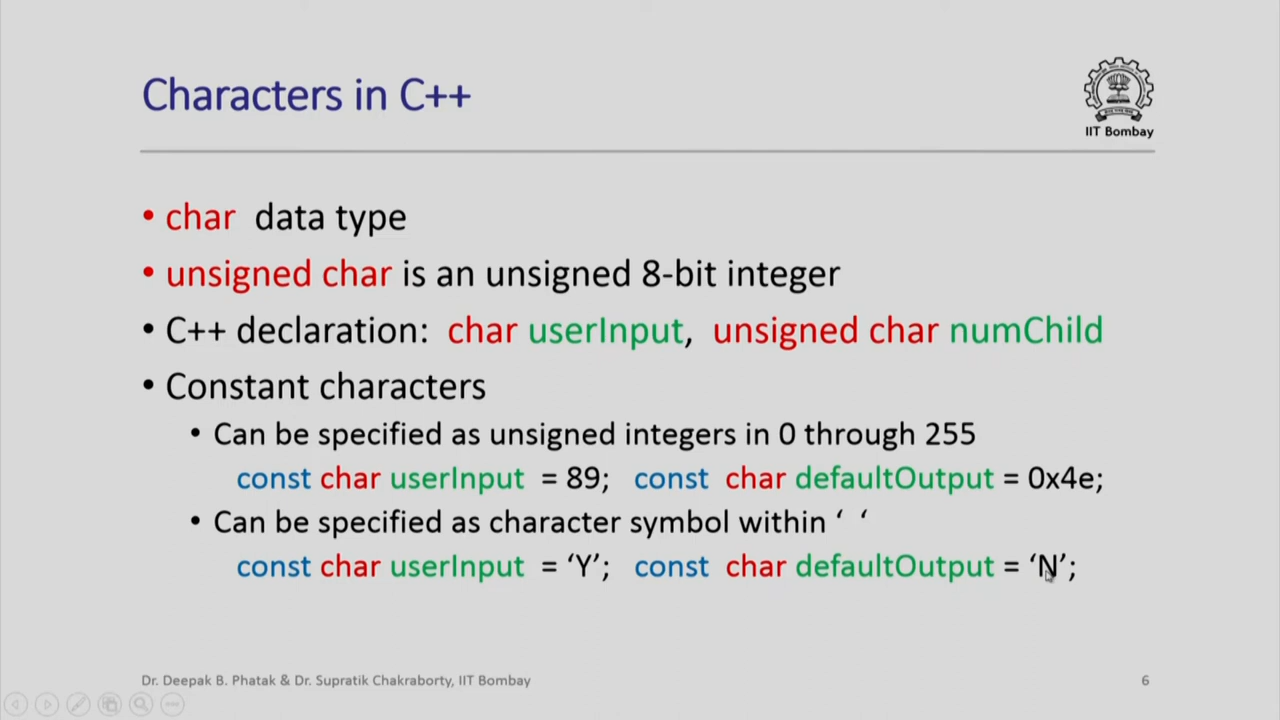 Characters in C++
IIT Bombay
• char data type
• unsigned char is an unsigned 8-bit integer
• C++ declaration: char userInput, unsigned char numChild
• Constant characters
• Can be specified as unsigned integers in 0 through 255
const char userInput = 89; const char defaultOutput = 0x4e;
• Can be specified as character symbol within ‘ ‘
const char userInput = ‘Y’; const char defaultOutput = ‘N’;
Dr. Deepak B. Phatak & Dr. Supratik Chakraborty, IIT Bombay
6